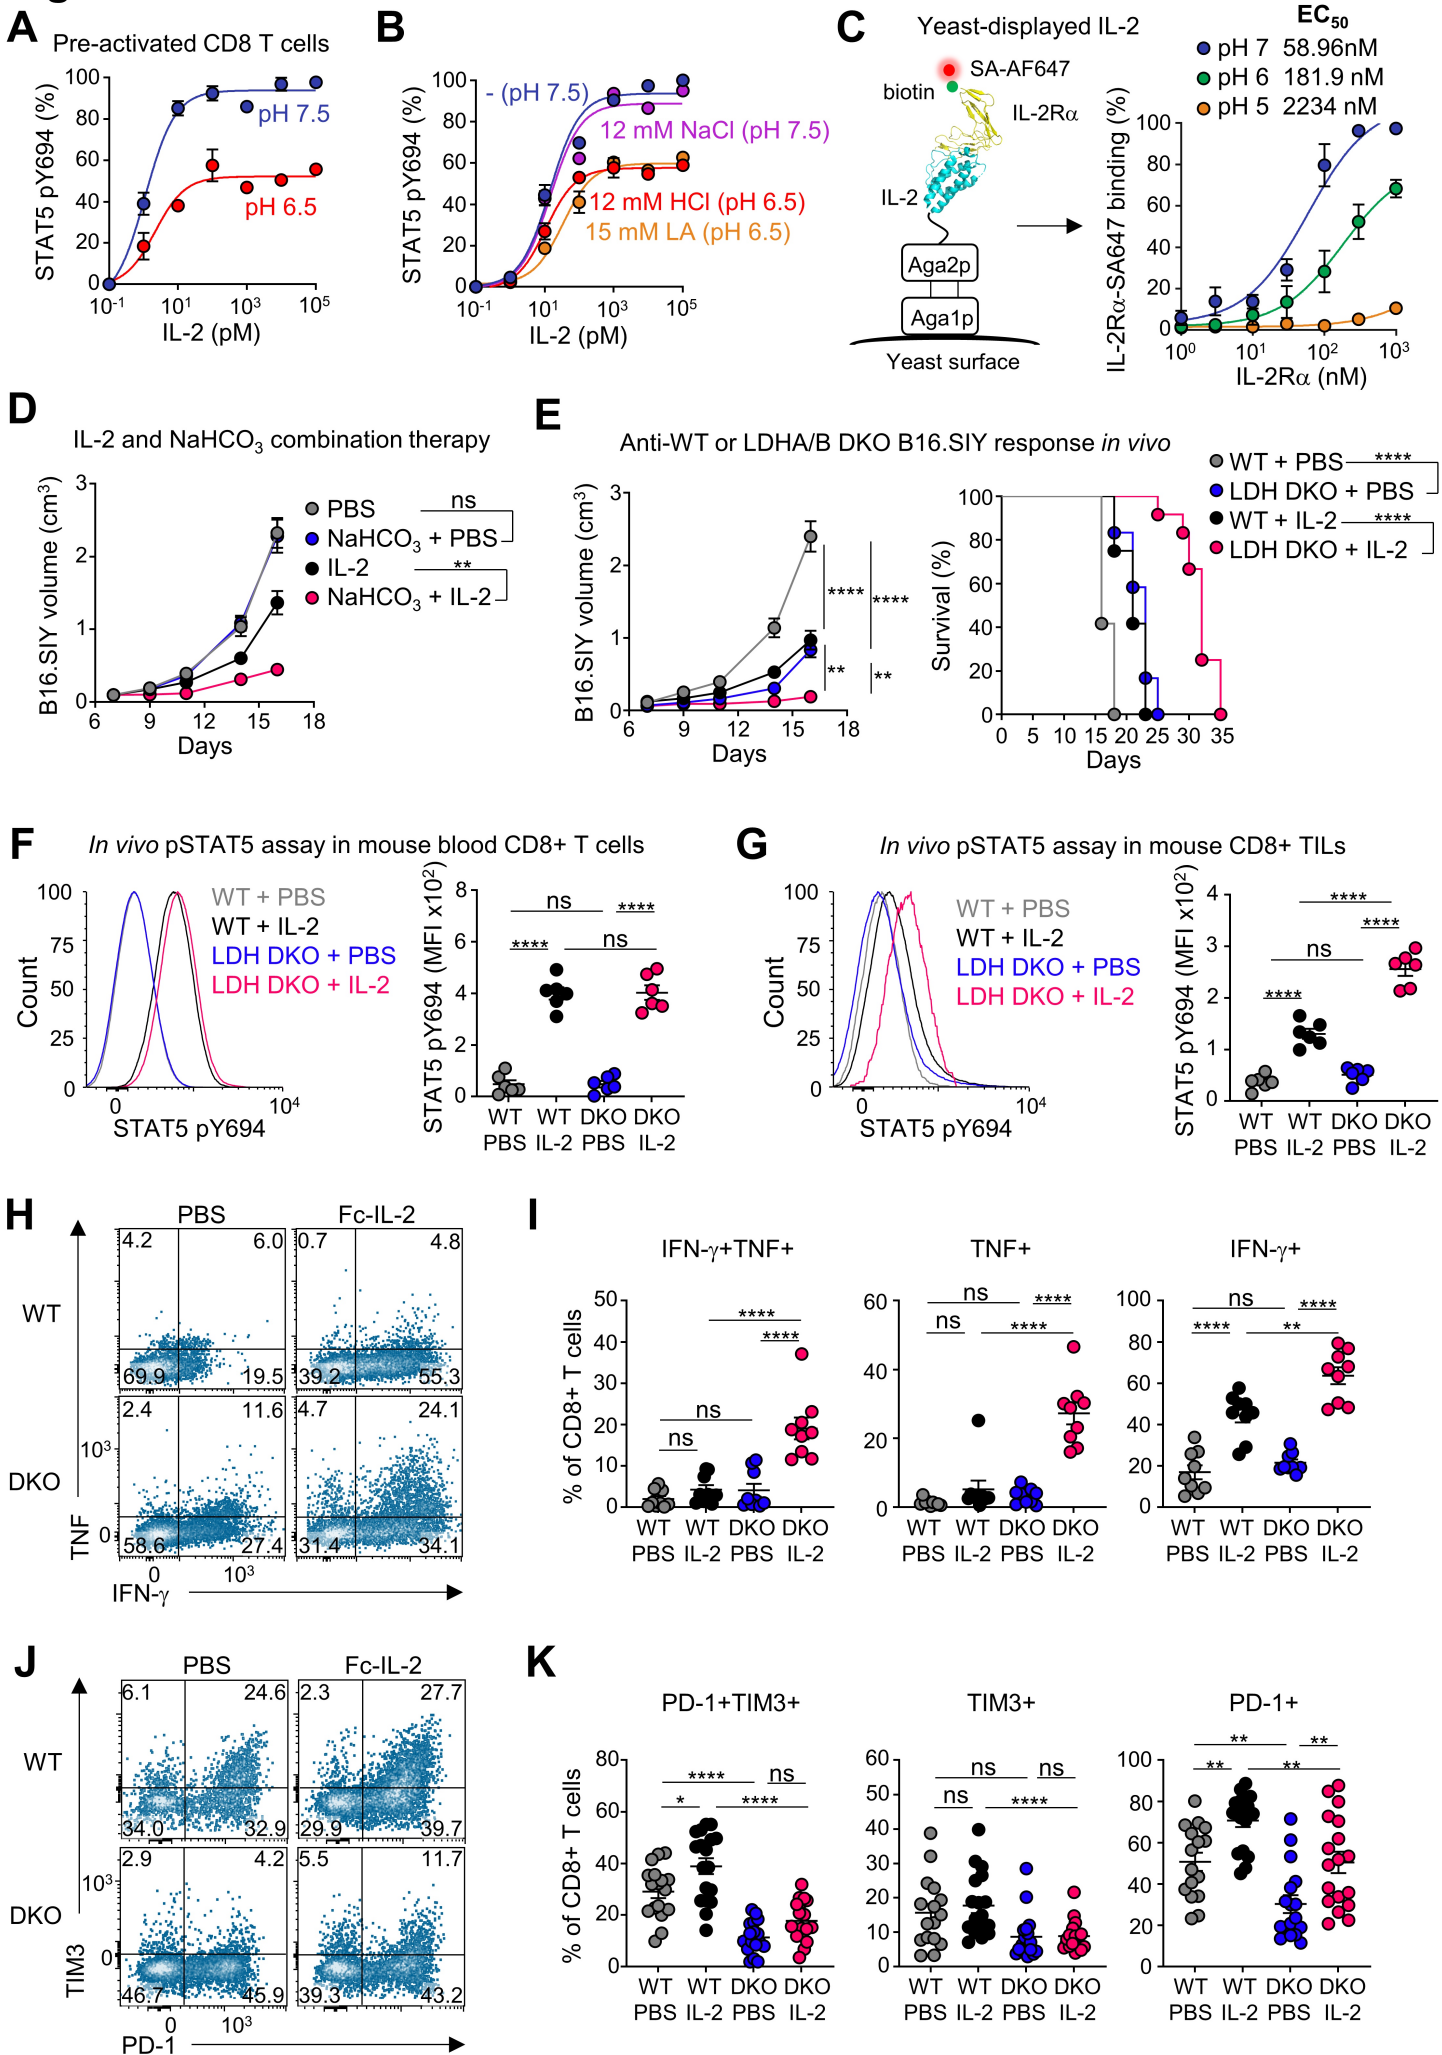 A
Pre-activated CD8 T cells
STAT5 pY694 (%)
100
80
60
40
20
0
pH 7.5
pH 6.5
10-1 101 103 105
IL-2 (pM)
B
STAT5 pY694 (%)
100
80
60
40
20
0
- (pH 7.5)
12 mM NaCl (pH 7.5)
12 mM HCl (pH 6.5)
15 mM LA (pH 6.5)
10-1 101 103 105
IL-2 (pM)
C
Yeast-displayed IL-2
SA-AF647
biotin
IL-2Rα
IL-2
Aga2p
Aga1p
Yeast surface
EC50
pH 7 58.96nM
pH 6 181.9 nM
pH 5 2234 nM
IL-2Rα-SA647 binding (%)
100
80
60
40
20
0
100 101 102 103
IL-2Rα (nM)
D
IL-2 and NaHCO3 combination therapy
B16.SIY volume (cm3)
3
2
1
0
6 9 12 15 18
Days
PBS
ns
NaHCO3 + PBS
IL-2
**
NaHCO3 + IL-2
E
Anti-WT or LDHA/B DKO B16.SIY response in vivo
B16.SIY volume (cm3)
3
2
1
0
6 9 12 15 18
Days
**** ****
** **
Survival (%)
100
80
60
40
20
0
0 5 10 15 20 25 30 35
Days
WT + PBS ****
LDH DKO + PBS
WT + IL-2 ****
LDH DKO + IL-2
F
In vivo pSTAT5 assay in mouse blood CD8+ T cells
Count
100
75
50
25
0
0 104
STAT5 pY694
WT + PBS
WT + IL-2
LDH DKO + PBS
LDH DKO + IL-2
STAT5 pY694 (MFI x102)
8
6
4
2
0
ns ****
**** ns
WT WT DKO DKO
PBS IL-2 PBS IL-2
G
In vivo pSTAT5 assay in mouse CD8+ TILs
Count
100
75
50
25
0
0 104
STAT5 pY694
WT + PBS
WT + IL-2
LDH DKO + PBS
LDH DKO + IL-2
STAT5 pY694 (MFI x102)
4
3
2
1
0
****
****
ns
****
WT WT DKO DKO
PBS IL-2 PBS IL-2
H
PBS Fc-IL-2
WT
4.2 6.0 0.7 4.8
69.9 19.5 39.2 55.3
DKO
2.4 11.6 4.7 24.1
58.6 27.4 31.4 34.1
103
0
TNF
0 103
IFN-γ
I
% of CD8+ T cells
IFN-γ+TNF+
50
40
30
20
10
0
****
****
ns
ns
WT WT DKO DKO
PBS IL-2 PBS IL-2
TNF+
60
40
20
0
ns ****
ns ****
WT WT DKO DKO
PBS IL-2 PBS IL-2
IFN-γ+
100
80
60
40
20
0
ns ****
**** **
WT WT DKO DKO
PBS IL-2 PBS IL-2
J
PBS Fc-IL-2
WT
6.1 24.6 2.3 27.7
34.0 32.9 29.9 39.7
DKO
2.9 4.2 5.5 11.7
46.7 45.9 39.3 43.2
103
0
TIM3
0 103
PD-1
K
% of CD8+ T cells
PD-1+TIM3+
80
60
40
20
0
**** ns
* ****
WT WT DKO DKO
PBS IL-2 PBS IL-2
TIM3+
60
50
40
30
20
10
0
ns ns
ns ****
WT WT DKO DKO
PBS IL-2 PBS IL-2
PD-1+
100
80
60
40
20
0
** **
** **
WT WT DKO DKO
PBS IL-2 PBS IL-2